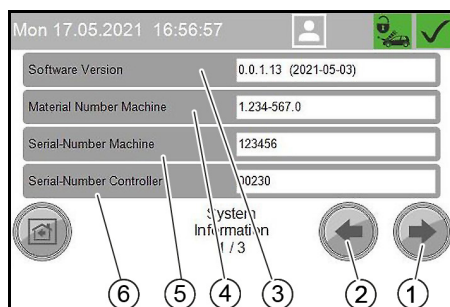 Mon 17.05.2021 16:56:57
Software Version 0.0.1.13 (2021-05-03)
Material Number Machine 1.234-567.0
Serial-Number Machine 123456
Serial-Number Controller 00230
System
Information
1 / 3
6 5 4 3 2 1